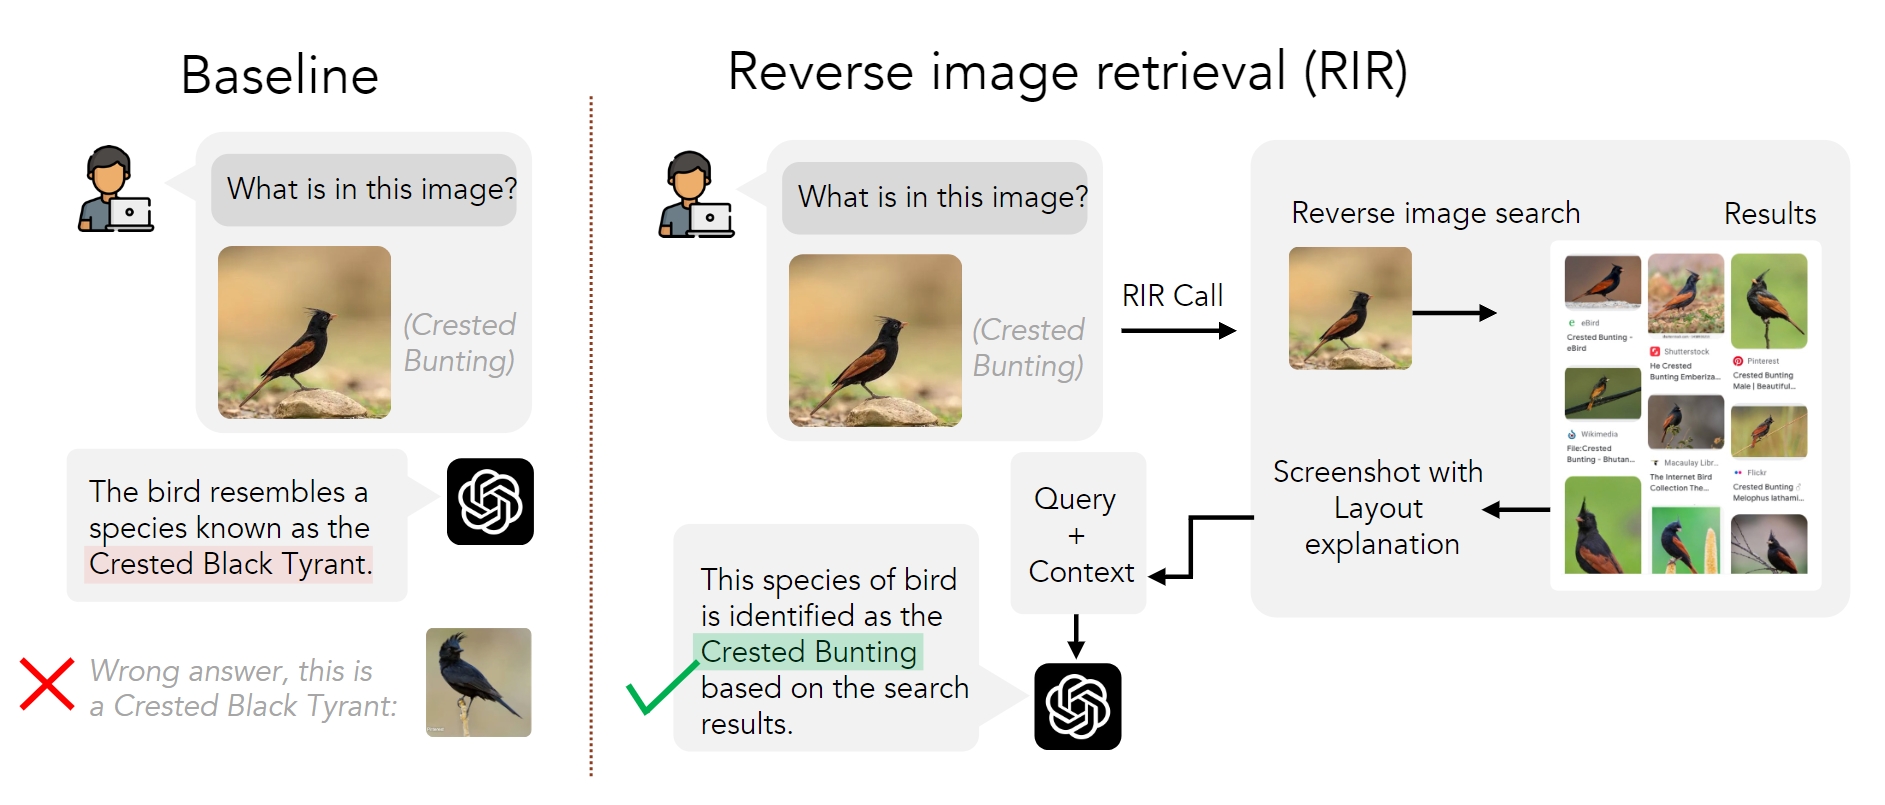 Baseline
What is in this image?
(Crested
Bunting)
The bird resembles a
species known as the
Crested Black Tyrant.
Wrong answer, this is
a Crested Black Tyrant:
Reverse image retrieval (RIR)
What is in this image?
(Crested
Bunting)
RIR Call
Reverse image search
Results
eBird
Crested Bunting -
eBird
Shutterstock
He Crested
Bunting Emberiza...
Pinterest
Crested Bunting
Male | Beautiful...
Wikimedia
File:Crested
Bunting - Bhutan...
Macaulay Libr...
The Internet Bird
Collection The...
Flickr
Crested Bunting ♂
Melophus lathami...
Screenshot with
Layout
explanation
Query
+
Context
This species of bird
is identified as the
Crested Bunting
based on the search
results.